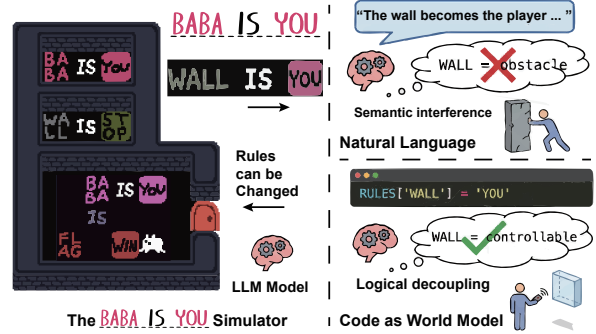 BABA IS YOU
BA
BA IS YOU
WA
LL IS ST
OP
BA
BA IS YOU
IS
FL
AG WIN
WALL IS YOU
Rules
can be
Changed
LLM Model
The BABA IS YOU Simulator
“The wall becomes the player ... ”
WALL = obstacle
Semantic interference
Natural Language
RULES['WALL'] = 'YOU'
WALL = controllable
Logical decoupling
Code as World Model